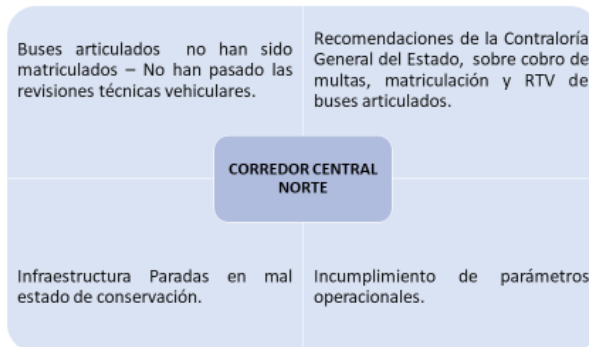 Buses articulados no han sido
matriculados – No han pasado las
revisiones técnicas vehiculares.
Recomendaciones de la Contraloría
General del Estado, sobre cobro de
multas, matriculación y RTV de
buses articulados.
CORREDOR CENTRAL
NORTE
Infraestructura Paradas en mal
estado de conservación.
Incumplimiento de parámetros
operacionales.